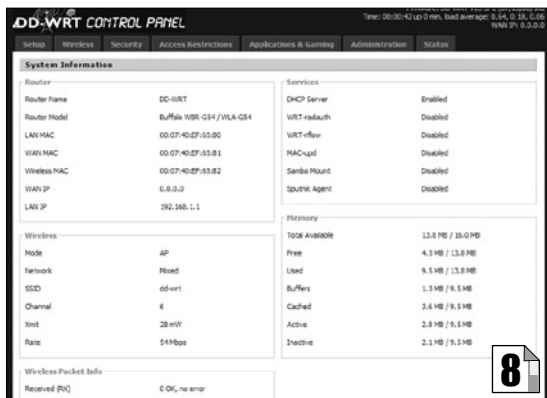 DD-WRT CONTROL PANEL
Time: 00:00:42 up 0 min, load average: 0.64, 0.18, 0.06
WAN IP: 0.0.0.0
Setup Wireless Security Access Restrictions Applications & Gaming Administration Status
System Information
Router
Router Name DD-WRT
Router Model Buffalo WBR-G54 / WLA-G54
LAN MAC 00:07:40:EF:65:80
WAN MAC 00:07:40:EF:65:81
Wireless MAC 00:07:40:EF:65:82
WAN IP 0.0.0.0
LAN IP 192.168.1.1
Wireless
Mode AP
Network Mixed
SSID dd-wrt
Channel 6
Xmit 28 mW
Rate 54 Mbps
Wireless Packet Info
Received (RX) 0 OK, no error
Services
DHCP Server Enabled
WRT-radauth Disabled
WRT-rflow Disabled
MAC-upd Disabled
Samba Mount Disabled
Sputnik Agent Disabled
Memory
Total Available 13.8 MB / 16.0 MB
Free 4.3 MB / 13.8 MB
Used 9.5 MB / 13.8 MB
Buffers 1.3 MB / 9.5 MB
Cached 3.6 MB / 9.5 MB
Active 2.8 MB / 9.5 MB
Inactive 2.1 MB / 9.5 MB
8